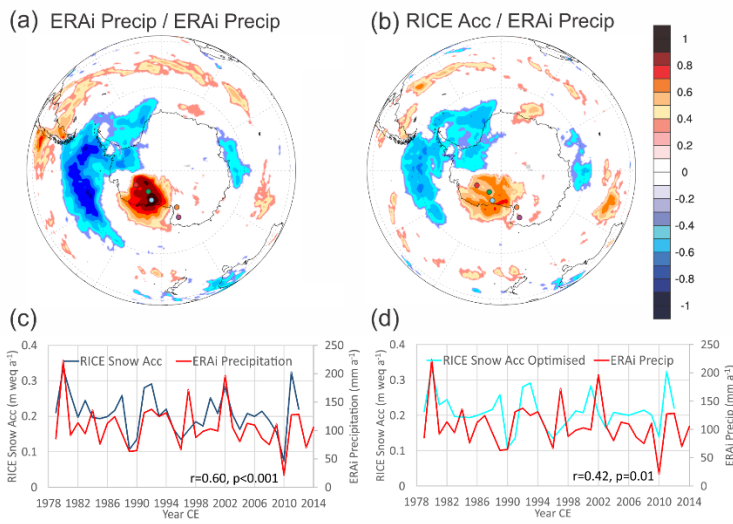 (a) ERAi Precip / ERAi Precip
(b) RICE Acc / ERAi Precip
1
0.8
0.6
0.4
0.2
0
0
-0.2
-0.4
-0.6
-0.8
-1
(c)
RICE Snow Acc ERAi Precipitation
RICE Snow Acc (m weq a⁻¹)
0.4
0.3
0.2
0.1
0
250
200
150
100
50
0
ERAi Precipitation (mm a⁻¹)
r=0.60, p<0.001
1978 1982 1986 1990 1994 1998 2002 2006 2010 2014
Year CE
(d)
RICE Snow Acc Optimised ERAi Precip
RICE Snow Acc (m weq a⁻¹)
0.4
0.3
0.2
0.1
0
250
200
150
100
50
0
ERAi Precip (mm a⁻¹)
r=0.42, p=0.01
1978 1982 1986 1990 1994 1998 2002 2006 2010 2014
Year CE